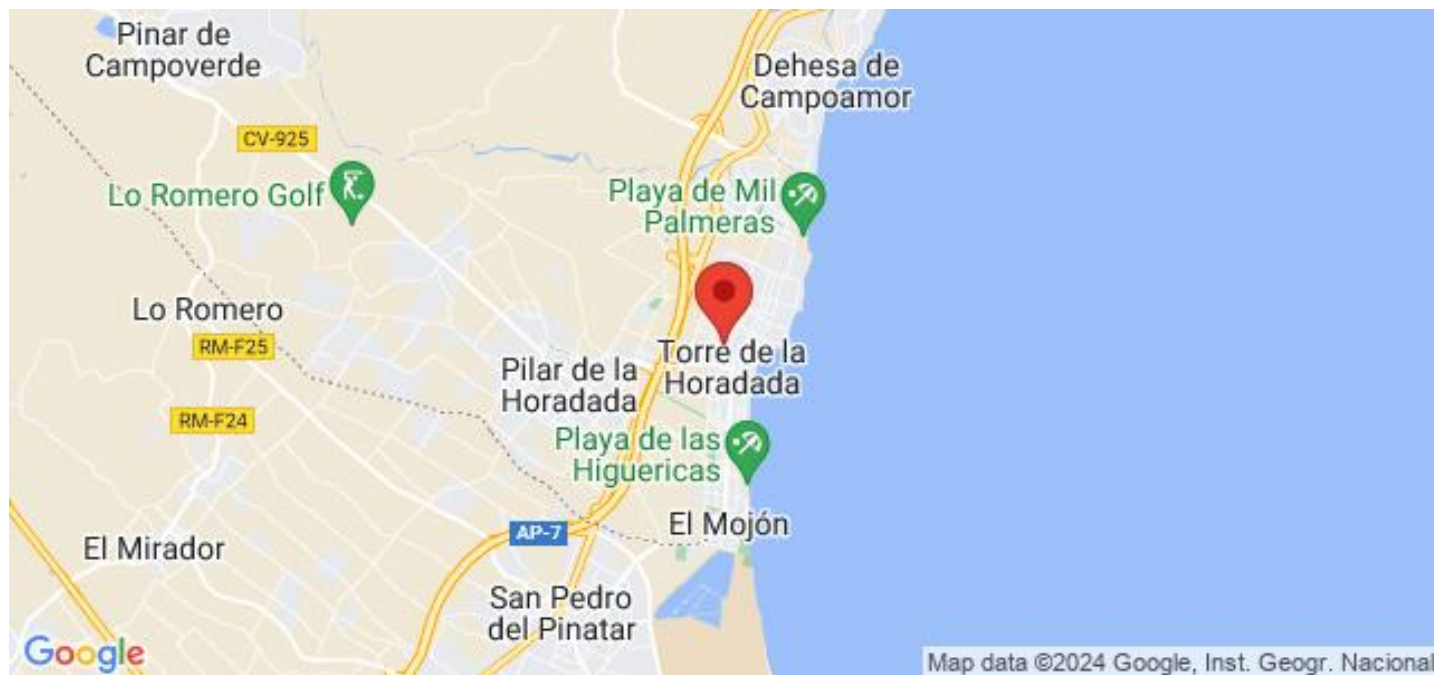 Pinar de
Campoverde
Dehesa de
Campoamor
CV-925
Lo Romero Golf
Playa de Mil
Palmeras
Lo Romero
RM-F25
Torre de la
Horadada
Pilar de la
Horadada
RM-F24
Playa de las
Higuericas
El Mojón
AP-7
El Mirador
San Pedro
del Pinatar
Google
Map data ©2024 Google, Inst. Geogr. Nacional